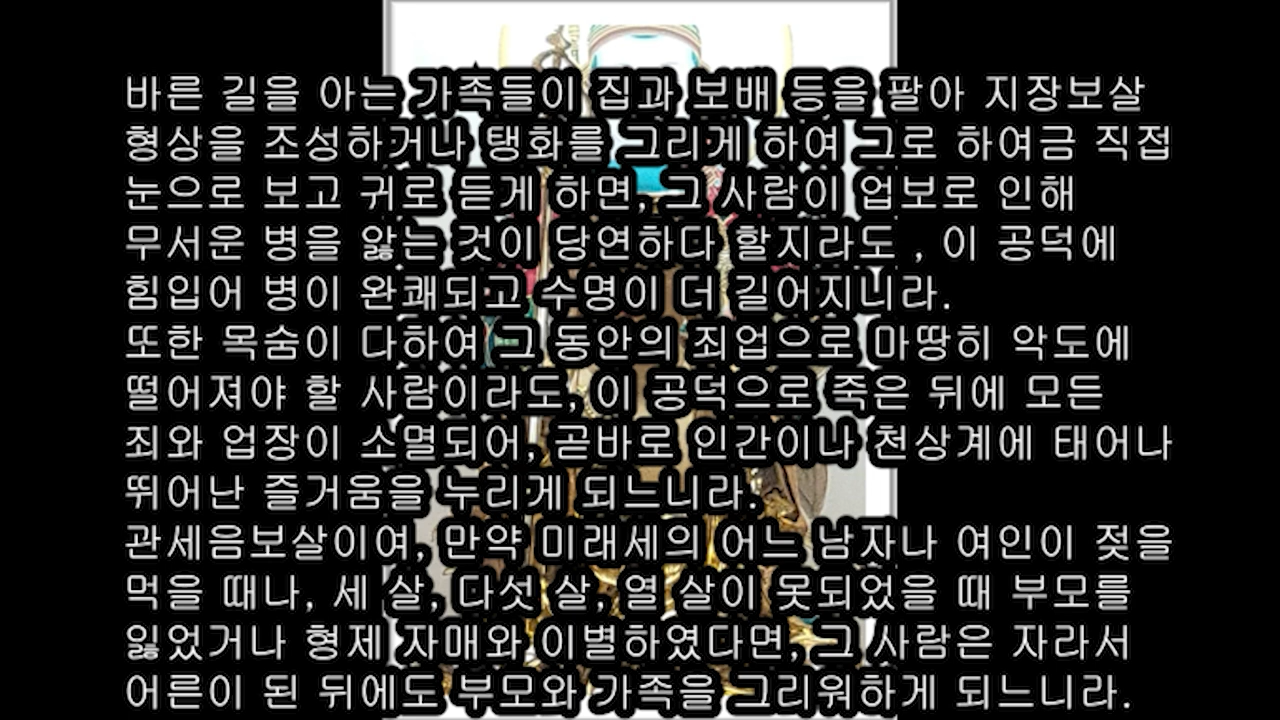 바른 길을 아는 가족들이 집과 보배 등을 팔아 지장보살
형상을 조성하거나 탱화를 그리게 하여 그로 하여금 직접
눈으로 보고 귀로 듣게 하면, 그 사람이 업보로 인해
무서운 병을 앓는 것이 당연하다 할지라도 , 이 공덕에
힘입어 병이 완쾌되고 수명이 더 길어지니라.
또한 목숨이 다하여 그 동안의 죄업으로 마땅히 악도에
떨어져야 할 사람이라도, 이 공덕으로 죽은 뒤에 모든
죄와 업장이 소멸되어, 곧바로 인간이나 천상계에 태어나
뛰어난 즐거움을 누리게 되느니라.
관세음보살이여, 만약 미래세의 어느 남자나 여인이 젖을
먹을 때나, 세 살, 다섯 살, 열 살이 못되었을 때 부모를
잃었거나 형제 자매와 이별하였다면, 그 사람은 자라서
어른이 된 뒤에도 부모와 가족을 그리워하게 되느니라.